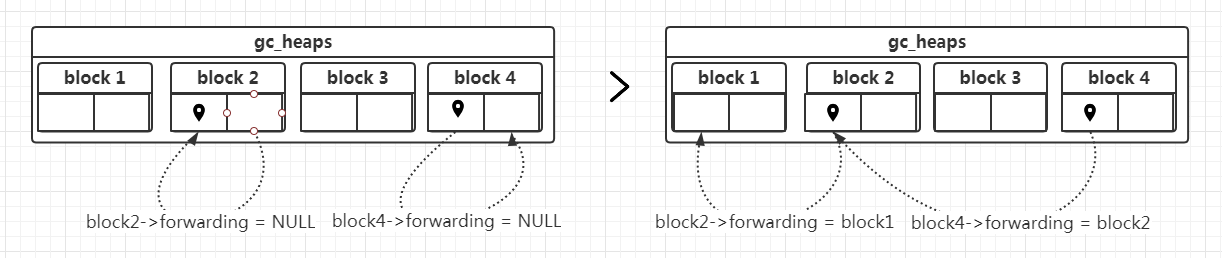 gc_heaps
block 1
block 2
block 3
block 4
block2->forwarding = NULL
block4->forwarding = NULL
>
gc_heaps
block 1
block 2
block 3
block 4
block2->forwarding = block1
block4->forwarding = block2